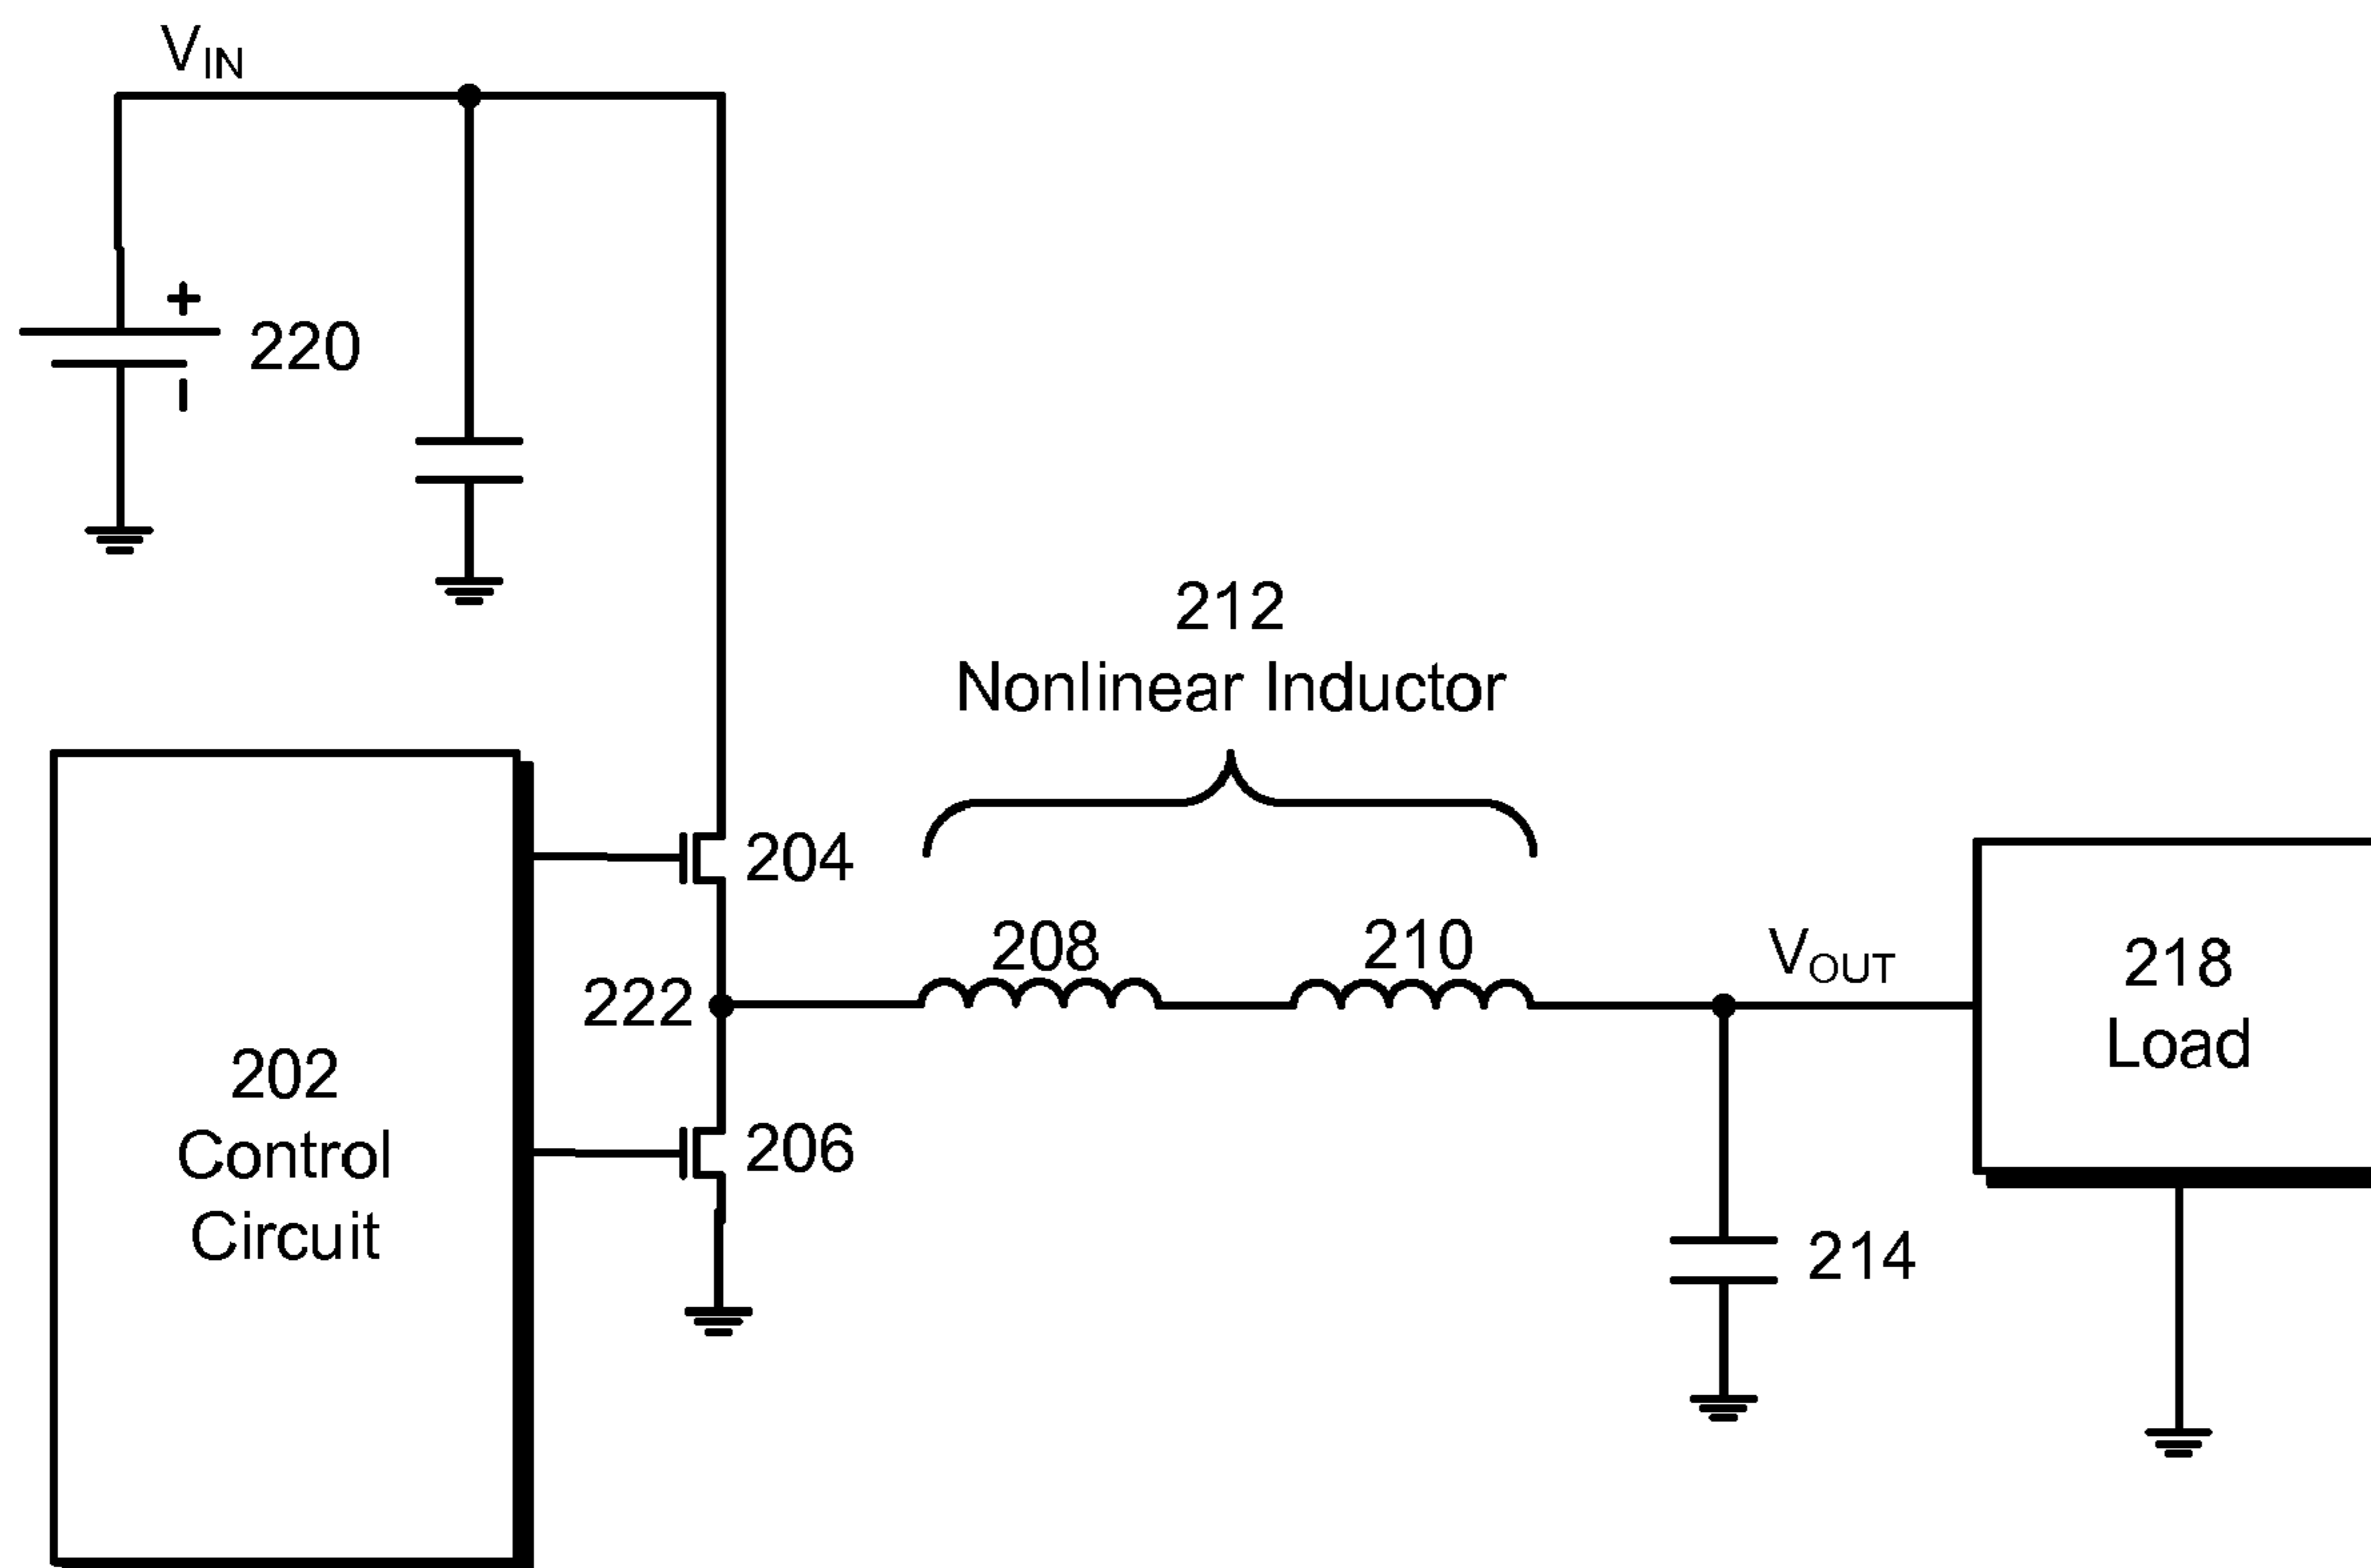 VIN
+
220
-
212
Nonlinear Inductor
204
208
210
VOUT
222
218
Load
202
Control
Circuit
206
214